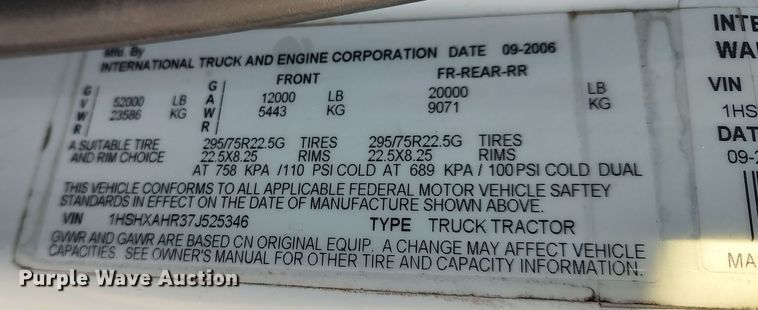 Mfd. By
INTERNATIONAL TRUCK AND ENGINE CORPORATION DATE 09-2006
FRONT FR-REAR-RR
GVWR 52000 LB GAWR 12000 LB 20000 LB
23586 KG 5443 KG 9071 KG
A SUITABLE TIRE 295/75R22.5G TIRES 295/75R22.5G TIRES
AND RIM CHOICE 22.5X8.25 RIMS 22.5X8.25 RIMS
AT 758 KPA /110 PSI COLD AT 689 KPA / 100 PSI COLD DUAL
THIS VEHICLE CONFORMS TO ALL APPLICABLE FEDERAL MOTOR VEHICLE SAFTEY
STANDARDS IN EFFECT ON THE DATE OF MANUFACTURE SHOWN ABOVE.
VIN 1HSHXAHR37J525346 TYPE TRUCK TRACTOR
GVWR AND GAWR ARE BASED ON ORIGINAL EQUIP. A CHANGE MAY AFFECT VEHICLE
CAPACITIES. SEE OWNER'S MANUAL FOR OTHER TIRE AND CAPACITY INFORMATION.
INTE
WA
VIN
1HS
DAT
09-2
MA
Purple Wave Auction